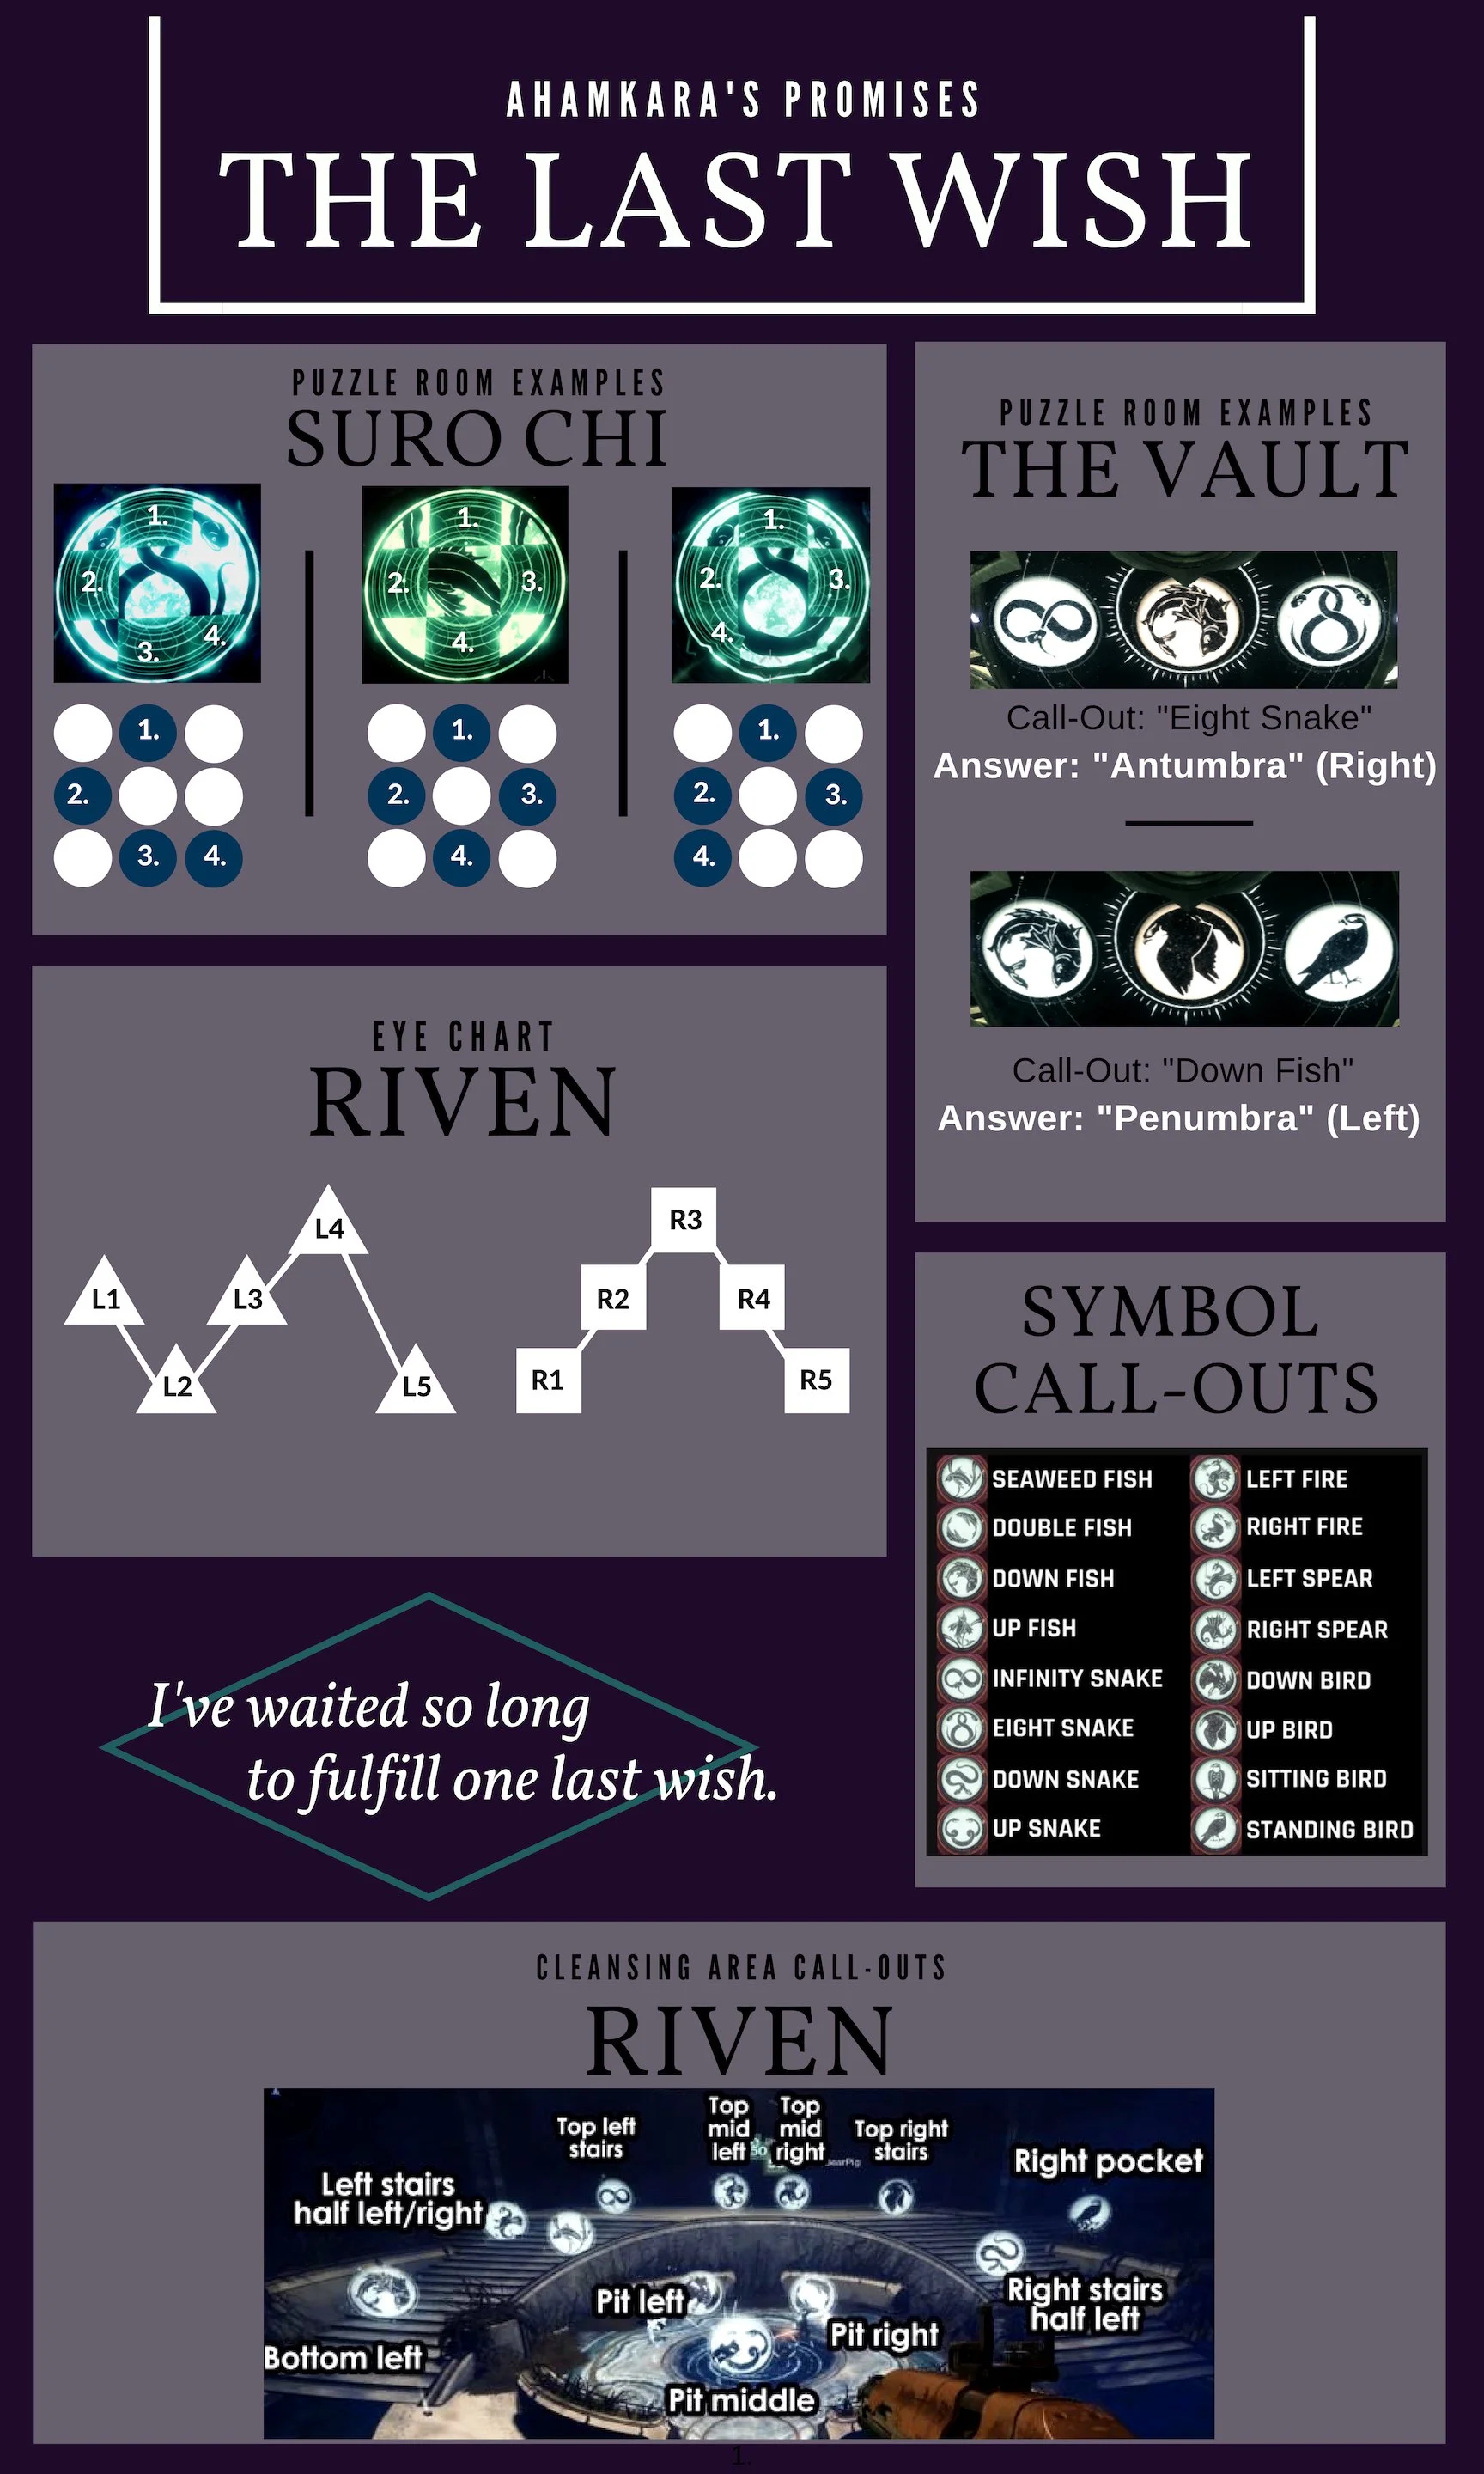 AHAMKARA'S PROMISES
THE LAST WISH
PUZZLE ROOM EXAMPLES
SURO CHI
1.
2.
3.
4.
1.
2.
3.
4.
1.
2.
3.
4.
1.
2.
3.
4.
1.
2.
3.
4.
1.
2.
3.
4.
PUZZLE ROOM EXAMPLES
THE VAULT
Call-Out: "Eight Snake"
Answer: "Antumbra" (Right)
Call-Out: "Down Fish"
Answer: "Penumbra" (Left)
EYE CHART
RIVEN
L1
L2
L3
L4
L5
R1
R2
R3
R4
R5
SYMBOL
CALL-OUTS
SEAWEED FISH
DOUBLE FISH
DOWN FISH
UP FISH
INFINITY SNAKE
EIGHT SNAKE
DOWN SNAKE
UP SNAKE
LEFT FIRE
RIGHT FIRE
LEFT SPEAR
RIGHT SPEAR
DOWN BIRD
UP BIRD
SITTING BIRD
STANDING BIRD
I've waited so long
to fulfill one last wish.
CLEANSING AREA CALL-OUTS
RIVEN
Left stairs
half left/right
Top left
stairs
Top
mid
left
Top
mid
right
Top right
stairs
Right pocket
Bottom left
Pit left
Pit middle
Pit right
Right stairs
half left
1.